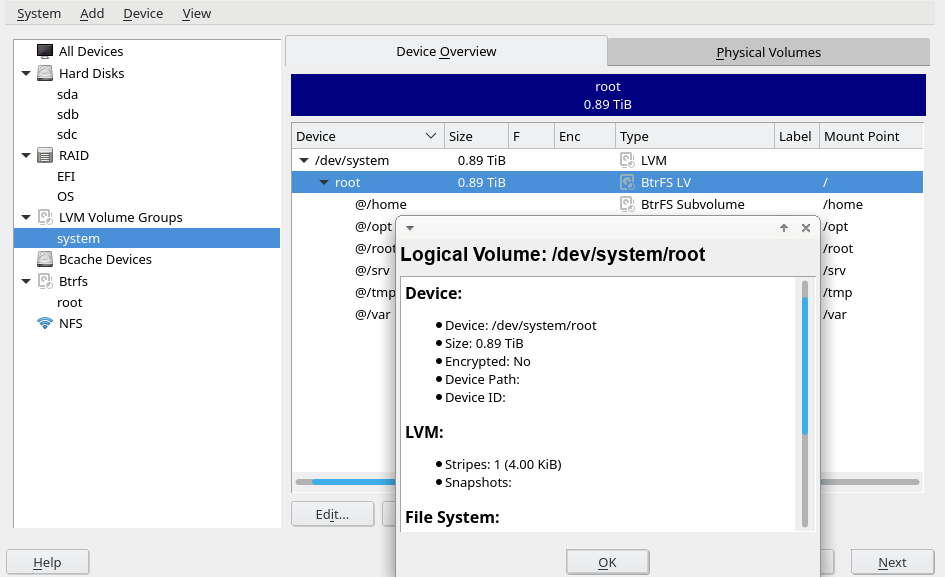 System Add Device View
All Devices
Hard Disks
sda
sdb
sdc
RAID
EFI
OS
LVM Volume Groups
system
Bcache Devices
Btrfs
root
NFS
Device Overview Physical Volumes
root
0.89 TiB
Device Size F Enc Type Label Mount Point
/dev/system 0.89 TiB LVM
root 0.89 TiB BtrFS LV /
@/home BtrFS Subvolume /home
@/opt /opt
@/root /root
@/srv /srv
@/tmp /tmp
@/var /var
Edit...
Logical Volume: /dev/system/root
Device:
● Device: /dev/system/root
● Size: 0.89 TiB
● Encrypted: No
● Device Path:
● Device ID:
LVM:
● Stripes: 1 (4.00 KiB)
● Snapshots:
File System:
OK
Help
Next